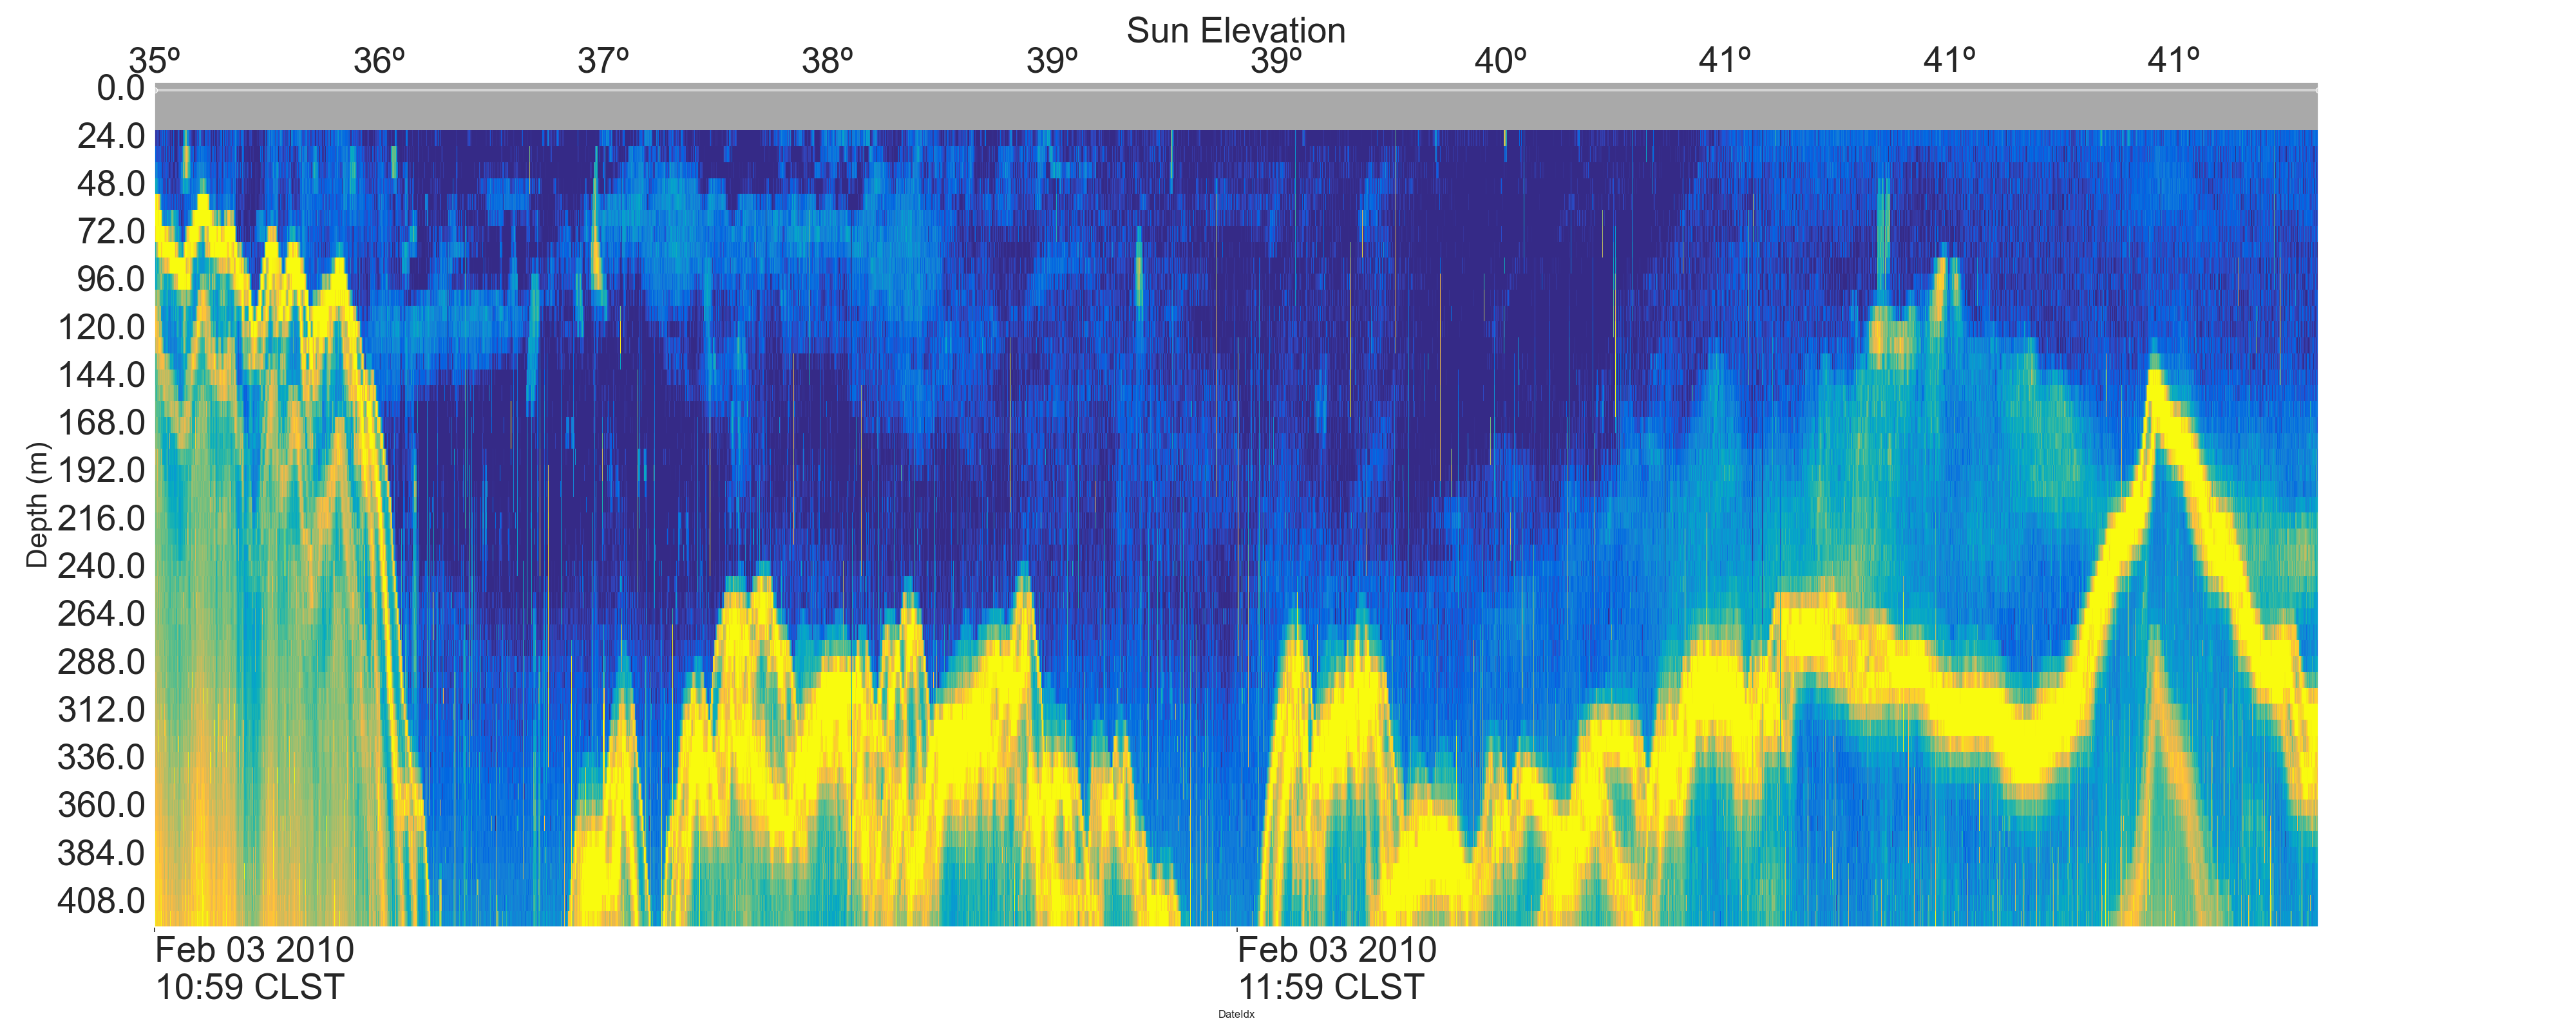 Sun Elevation
35º 36º 37º 38º 39º 39º 40º 41º 41º 41º
0.0
24.0
48.0
72.0
96.0
120.0
144.0
168.0
192.0
216.0
240.0
264.0
288.0
312.0
336.0
360.0
384.0
408.0
Depth (m)
Feb 03 2010
10:59 CLST
Feb 03 2010
11:59 CLST
DateIdx